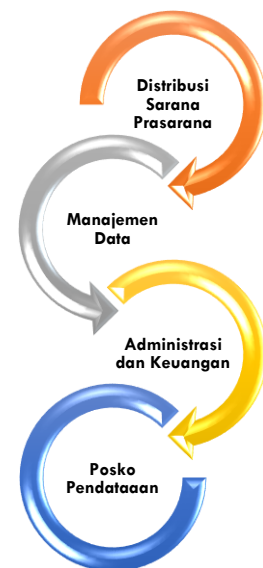 Distribusi
Sarana
Prasarana
Manajemen
Data
Administrasi
dan Keuangan
Posko
Pendataaan